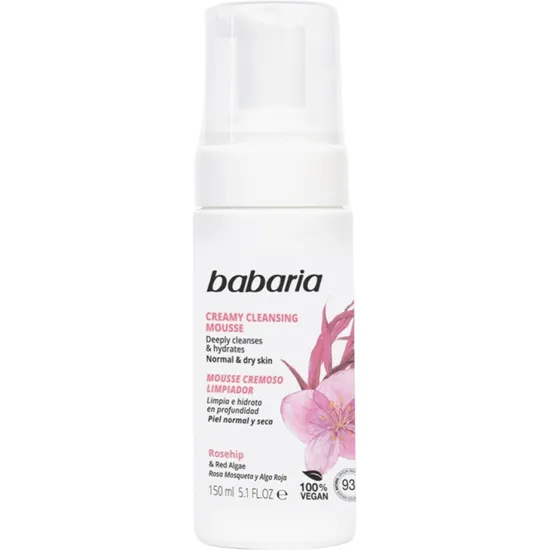 babaria
CREAMY CLEANSING
MOUSSE
Deeply cleanses
& hydrates
Normal & dry skin
MOUSSE CREMOSO
LIMPIADOR
Limpia e hidrata
en profundidad
Piel normal y seca
Rosehip
& Red Algae
Rosa Mosqueta y Alga Roja
150 ml 5.1 FL.OZ ℮
100%
VEGAN
93